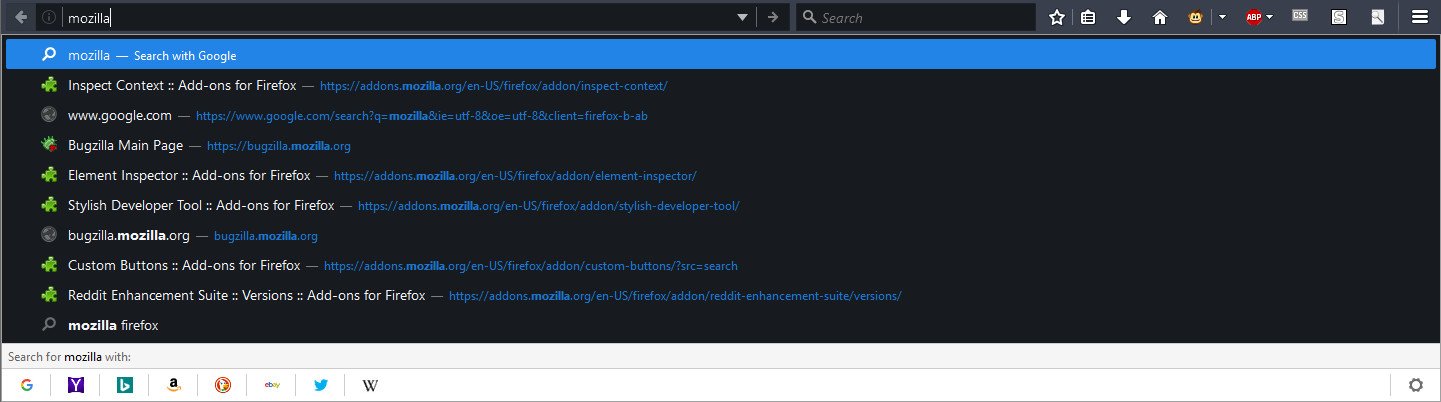 mozilla Search ABP CSS S
mozilla — Search with Google
Inspect Context :: Add-ons for Firefox — https://addons.mozilla.org/en-US/firefox/addon/inspect-context/
www.google.com — https://www.google.com/search?q=mozilla&ie=utf-8&oe=utf-8&client=firefox-b-ab
Bugzilla Main Page — https://bugzilla.mozilla.org
Element Inspector :: Add-ons for Firefox — https://addons.mozilla.org/en-US/firefox/addon/element-inspector/
Stylish Developer Tool :: Add-ons for Firefox — https://addons.mozilla.org/en-US/firefox/addon/stylish-developer-tool/
bugzilla.mozilla.org — bugzilla.mozilla.org
Custom Buttons :: Add-ons for Firefox — https://addons.mozilla.org/en-US/firefox/addon/custom-buttons/?src=search
Reddit Enhancement Suite :: Versions :: Add-ons for Firefox — https://addons.mozilla.org/en-US/firefox/addon/reddit-enhancement-suite/versions/
mozilla firefox
Search for mozilla with:
G Y b a ebay W